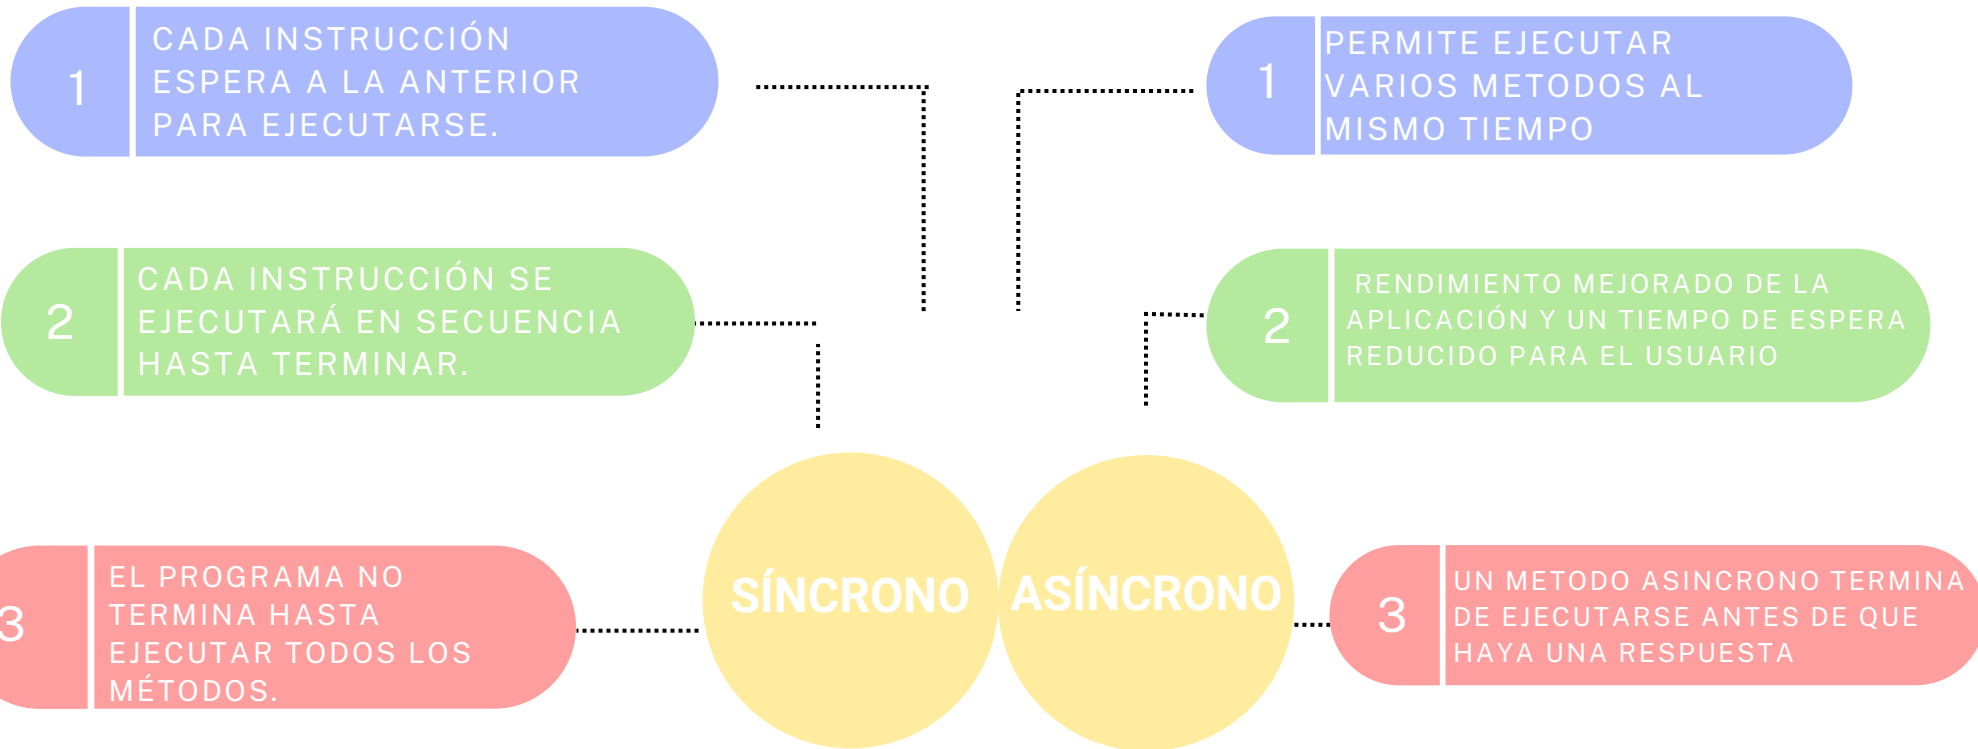 1
CADA INSTRUCCIÓN
ESPERA A LA ANTERIOR
PARA EJECUTARSE.
2
CADA INSTRUCCIÓN SE
EJECUTARÁ EN SECUENCIA
HASTA TERMINAR.
3
EL PROGRAMA NO
TERMINA HASTA
EJECUTAR TODOS LOS
MÉTODOS.
SÍNCRONO
ASÍNCRONO
1
PERMITE EJECUTAR
VARIOS METODOS AL
MISMO TIEMPO
2
RENDIMIENTO MEJORADO DE LA
APLICACIÓN Y UN TIEMPO DE ESPERA
REDUCIDO PARA EL USUARIO
3
UN METODO ASINCRONO TERMINA
DE EJECUTARSE ANTES DE QUE
HAYA UNA RESPUESTA